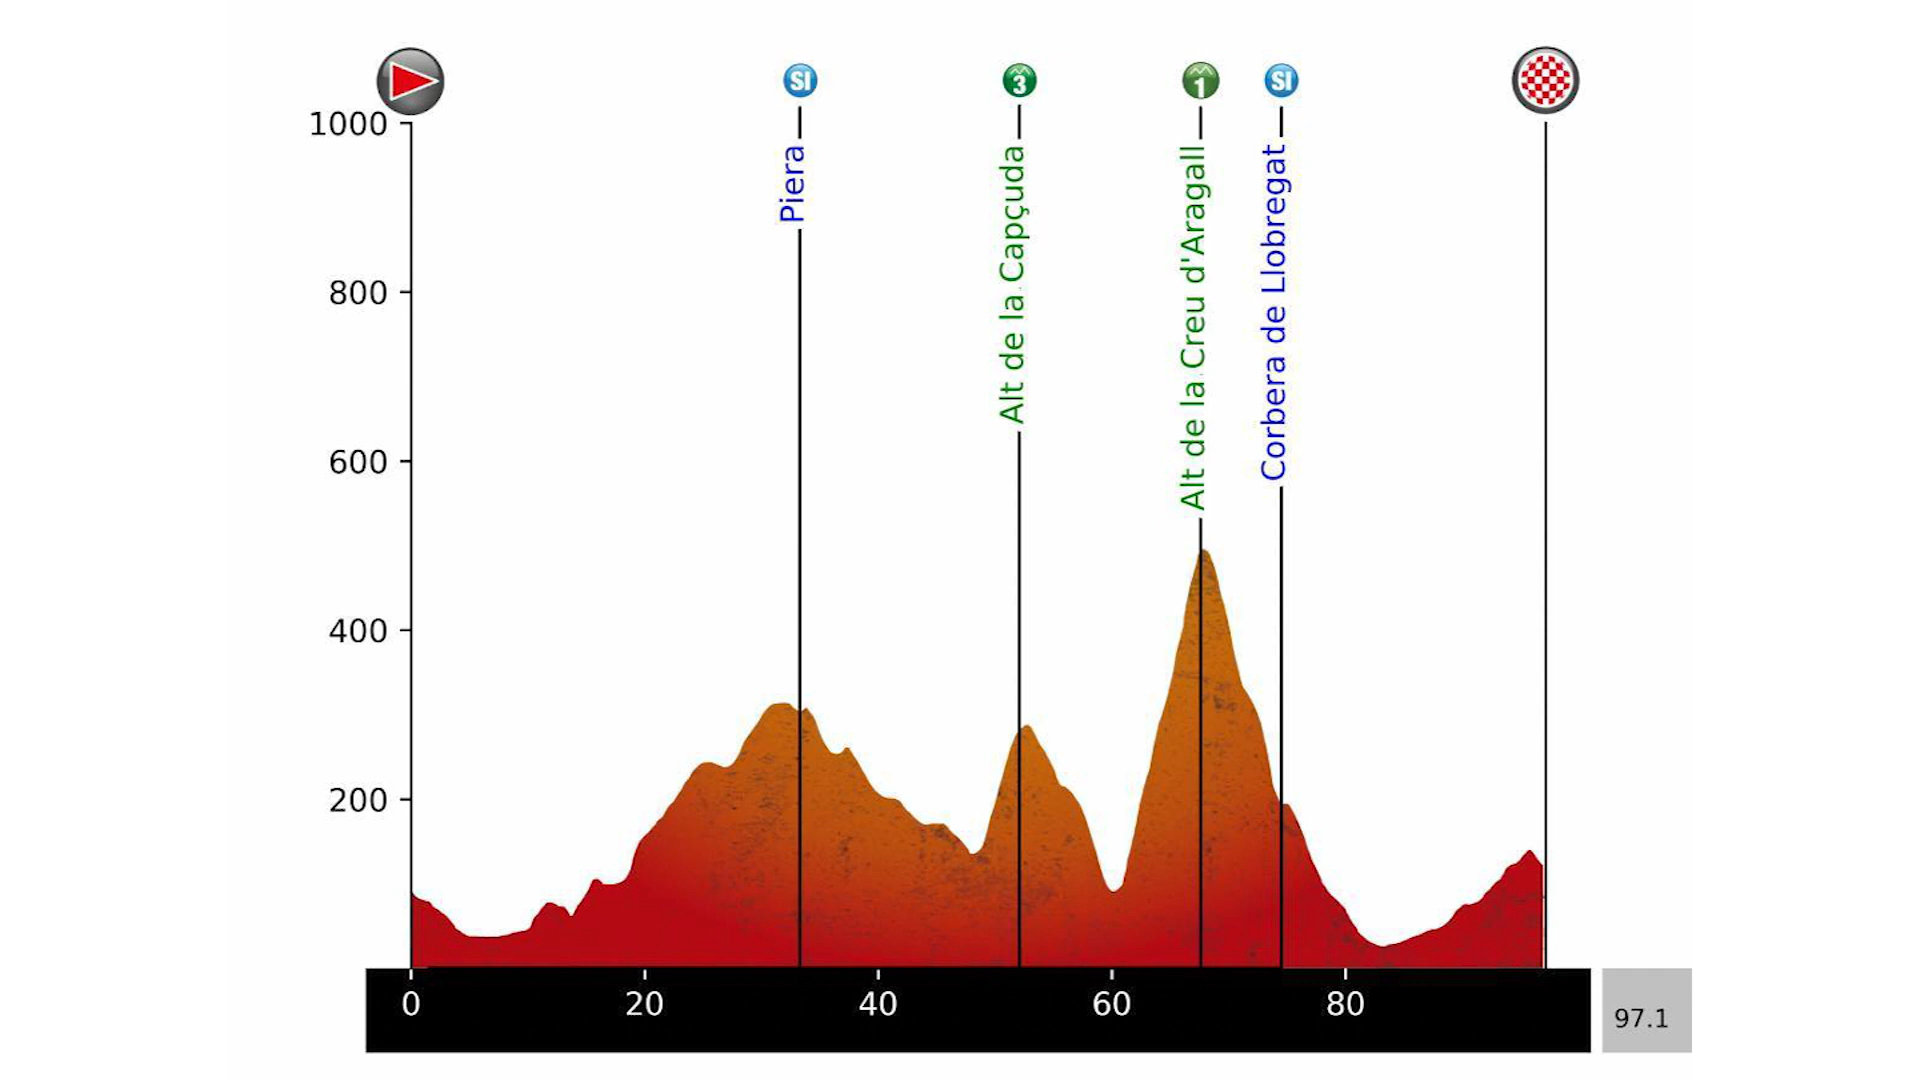 SI
3
1
SI
1000
800
600
400
200
Piera
Alt de la Capçuda
Alt de la Creu d'Aragall
Corbera de Llobregat
0 20 40 60 80
97.1